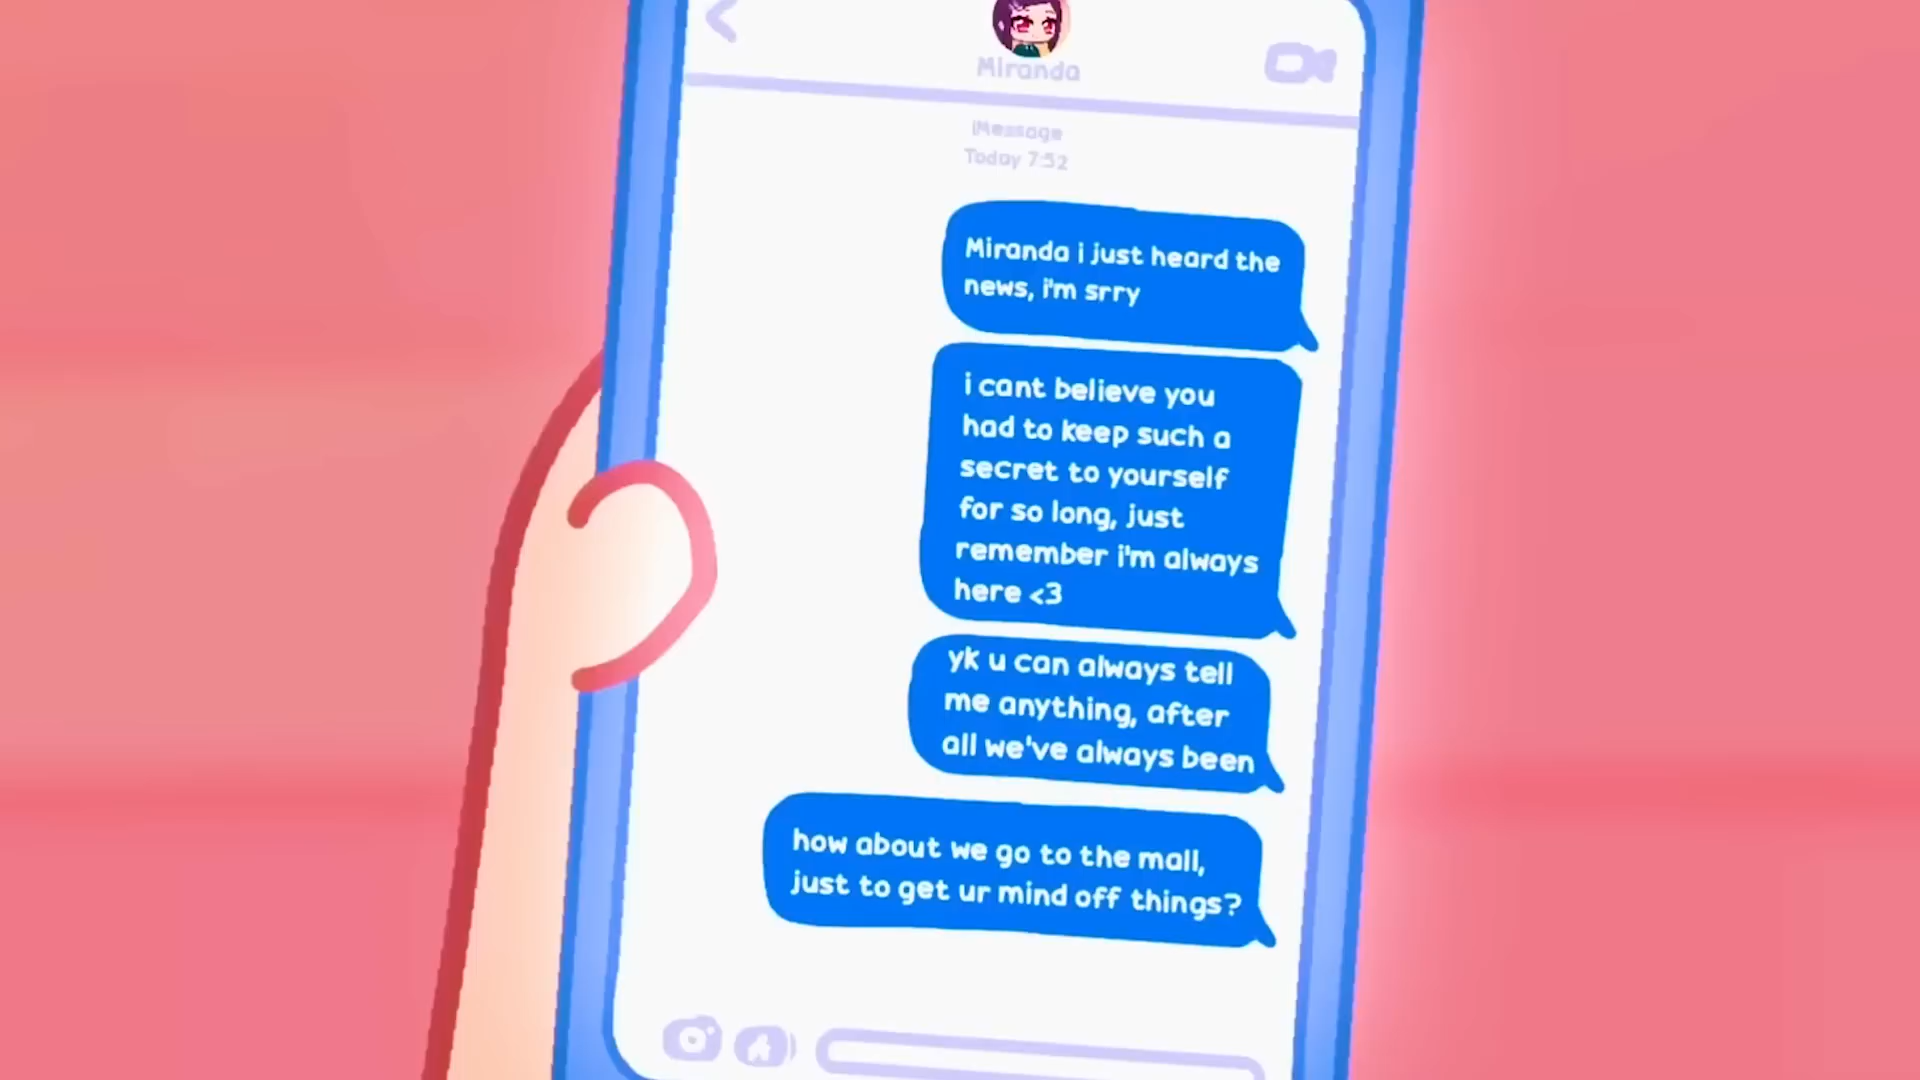 Miranda
iMessage
Today 7:52
Miranda i just heard the
news, i'm srry
i cant believe you
had to keep such a
secret to yourself
for so long, just
remember i'm always
here <3
yk u can always tell
me anything, after
all we've always been
how about we go to the mall,
just to get ur mind off things?